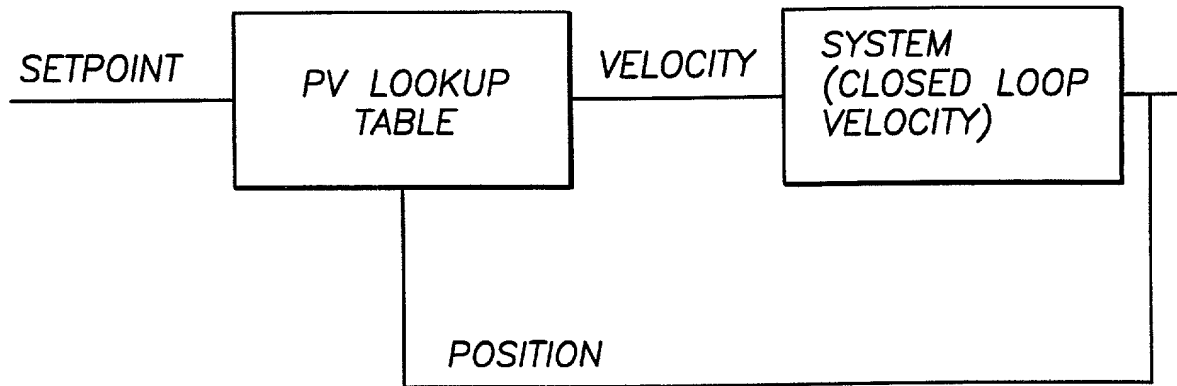 SETPOINT
PV LOOKUP
TABLE
VELOCITY
SYSTEM
(CLOSED LOOP
VELOCITY)
POSITION